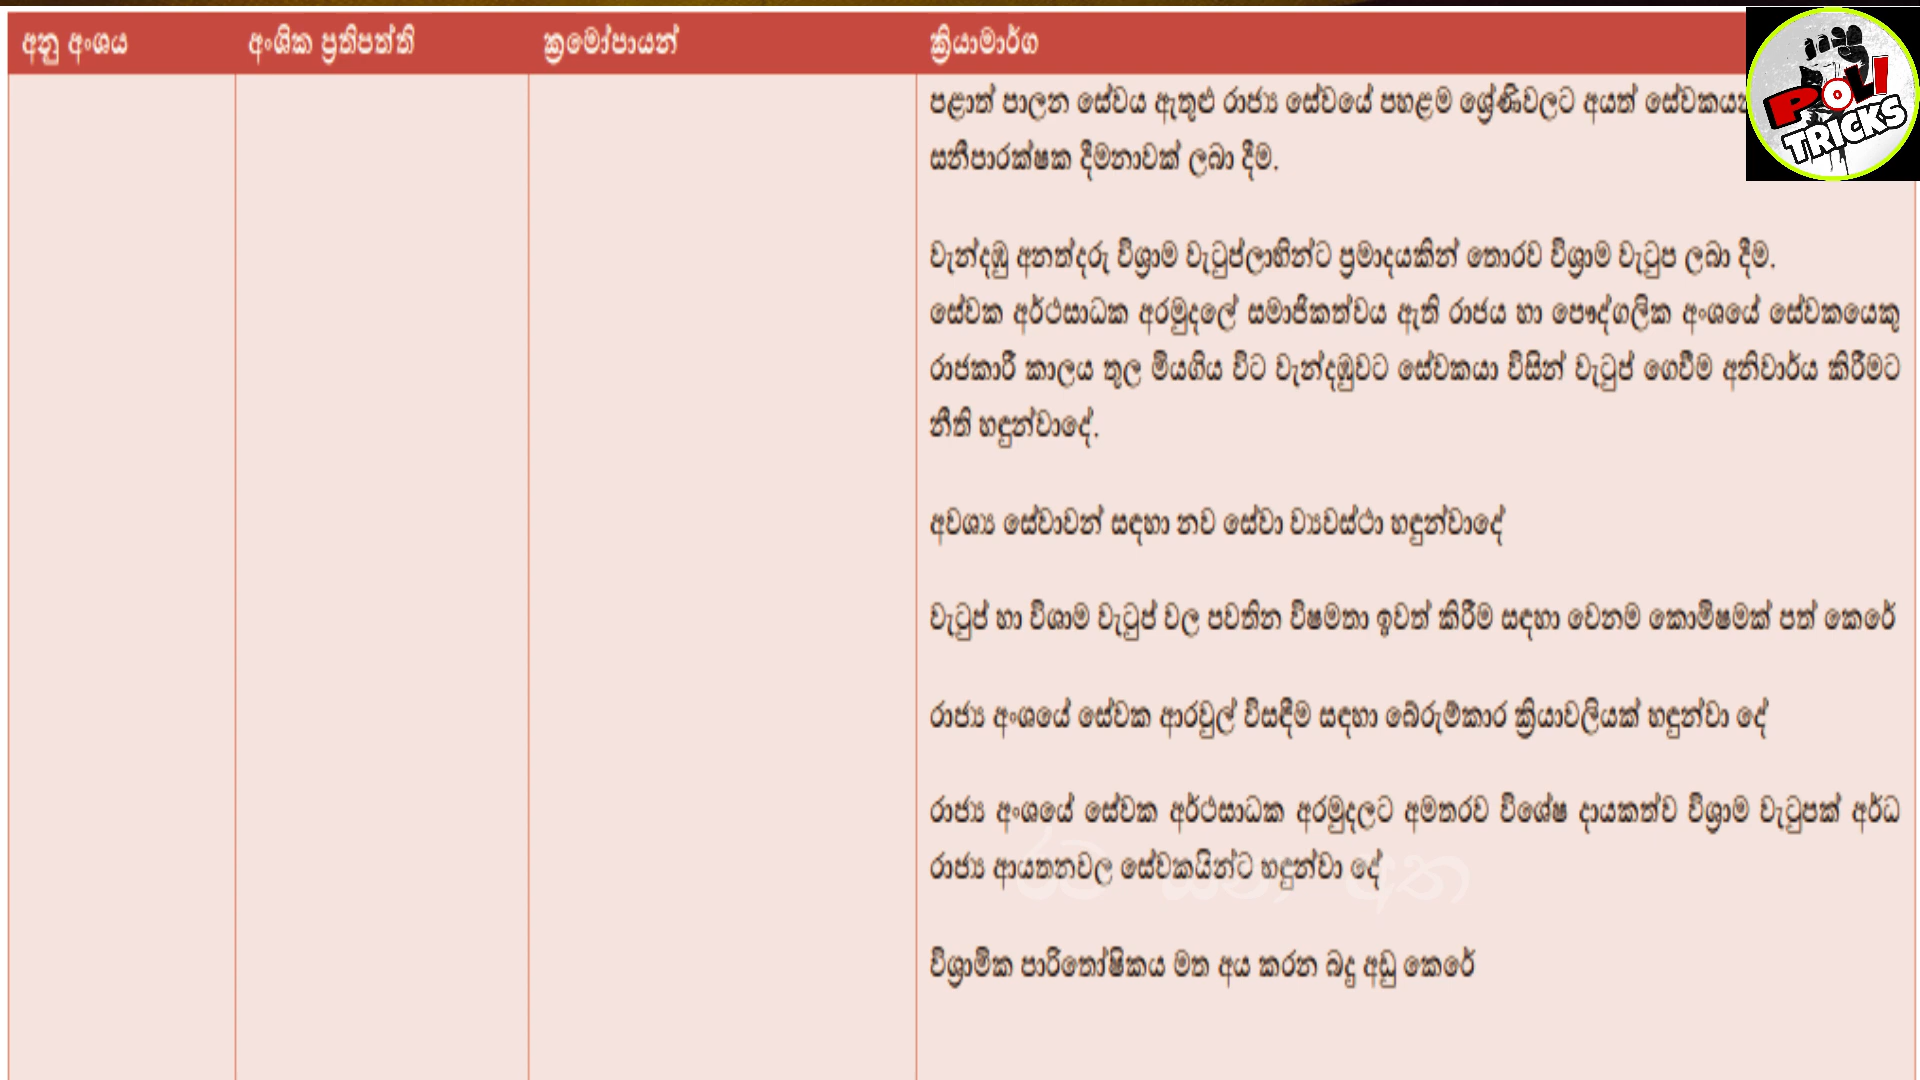 අනු අංශය අංශික ප්‍රතිපත්ති ක්‍රමෝපායන් ක්‍රියාමාර්ග
පළාත් පාලන සේවය ඇතුළු රාජ්‍ය සේවයේ පහළම ශ්‍රේණිවලට අයත්
සනීපාරක්ෂක දීමනාවක් ලබා දීම.
වැන්දඹු අනත්දරු විශ්‍රාම වැටුප්ලාභීන්ට ප්‍රමාදයකින් තොරව විශ්‍රාම වැටුප ලබා දීම.
සේවක අර්ථසාධක අරමුදලේ සමාජිකත්වය ඇති රාජය හා පෞද්ගලික අංශයේ සේවකයෙකු
රාජකාරී කාලය තුල මියගිය විට වැන්දඹුවට සේවකයා විසින් වැටුප් ගෙවීම අනිවාර්ය කිරීමට
නීති හඳුන්වාදේ.
අවශ්‍ය සේවාවන් සඳහා නව සේවා ව්‍යවස්ථා හඳුන්වාදේ
වැටුප් හා විශාම වැටුප් වල පවතින විෂමතා ඉවත් කිරීම සඳහා වෙනම කොමිෂමක් පත් කෙරේ
රාජ්‍ය අංශයේ සේවක ආරවුල් විසඳීම සඳහා බේරුම්කාර ක්‍රියාවලියක් හඳුන්වා දේ
රාජ්‍ය අංශයේ සේවක අර්ථසාධක අරමුදලට අමතරව විශේෂ දායකත්ව විශ්‍රාම වැටුපක් අර්ධ
රාජ්‍ය ආයතනවල සේවකයින්ට හඳුන්වා දේ
විශ්‍රාමික පාරිතෝෂිකය මත අය කරන බදු අඩු කෙරේ
POLI
TRICKS